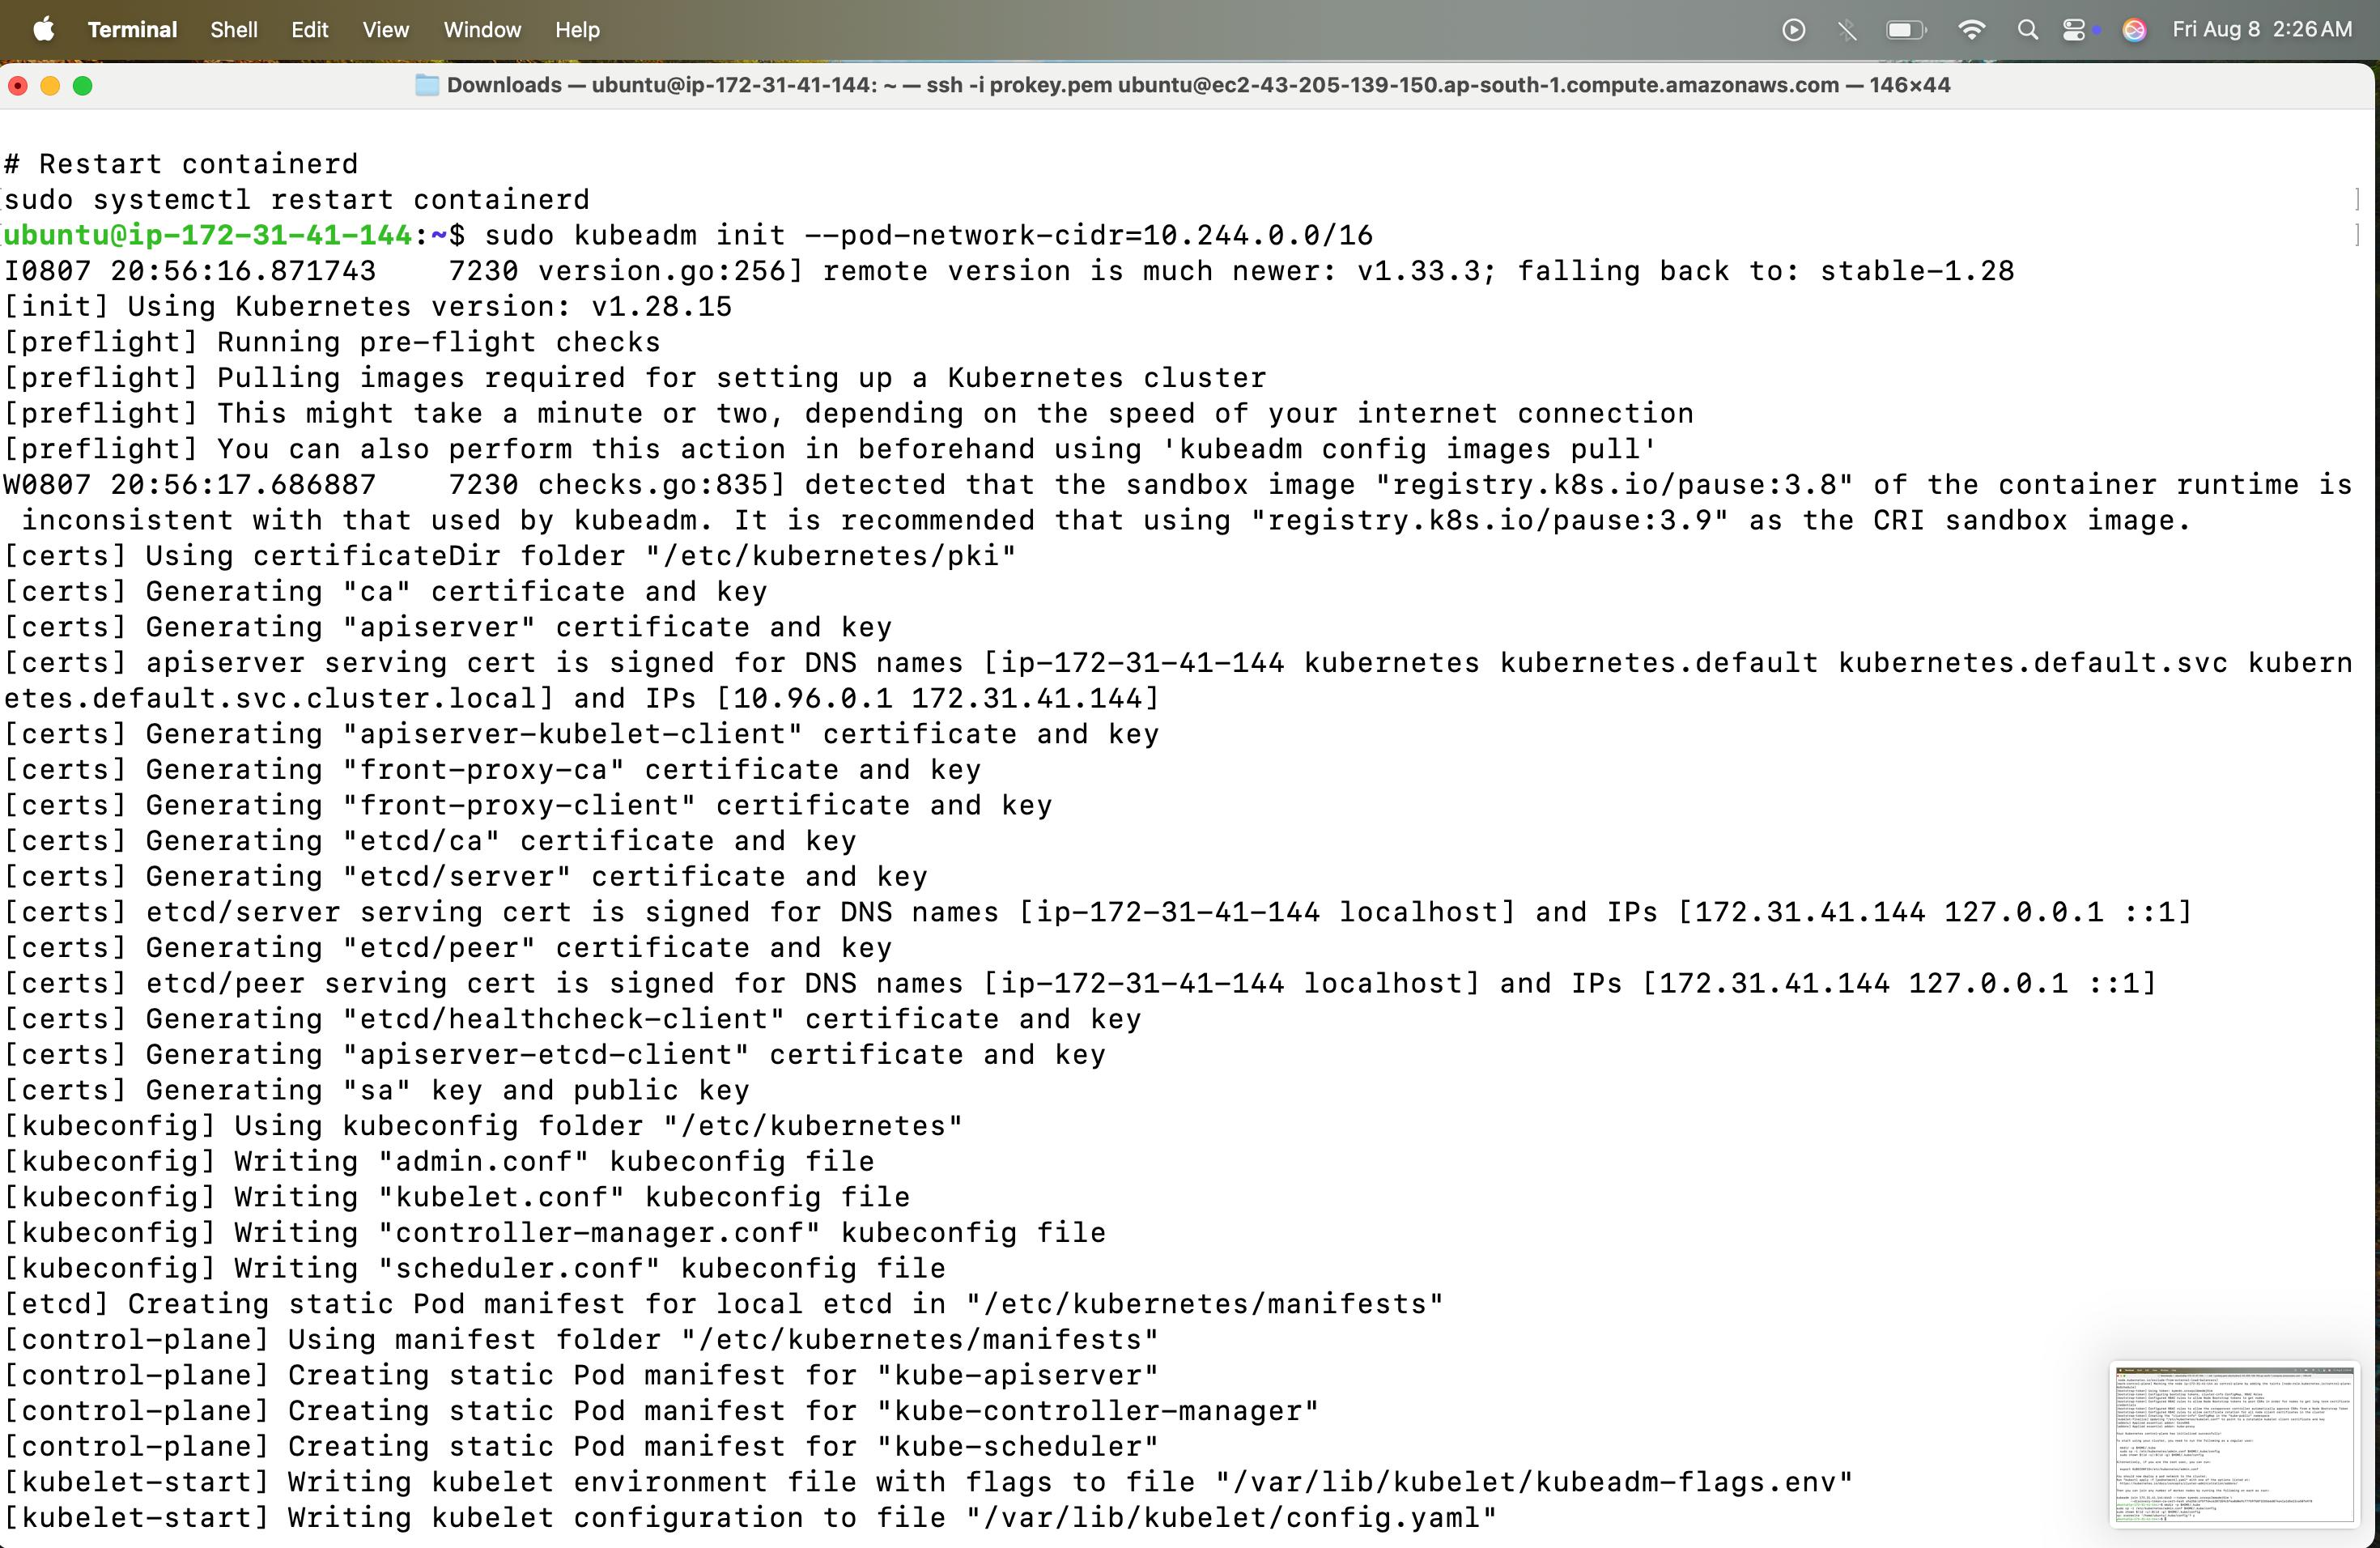 Terminal Shell Edit View Window Help Fri Aug 8 2:26 AM
Downloads — ubuntu@ip-172-31-41-144: ~ — ssh -i prokey.pem ubuntu@ec2-43-205-139-150.ap-south-1.compute.amazonaws.com — 146×44
# Restart containerd
sudo systemctl restart containerd
ubuntu@ip-172-31-41-144:~$ sudo kubeadm init --pod-network-cidr=10.244.0.0/16
I0807 20:56:16.871743    7230 version.go:256] remote version is much newer: v1.33.3; falling back to: stable-1.28
[init] Using Kubernetes version: v1.28.15
[preflight] Running pre-flight checks
[preflight] Pulling images required for setting up a Kubernetes cluster
[preflight] This might take a minute or two, depending on the speed of your internet connection
[preflight] You can also perform this action in beforehand using 'kubeadm config images pull'
W0807 20:56:17.686887    7230 checks.go:835] detected that the sandbox image "registry.k8s.io/pause:3.8" of the container runtime is
 inconsistent with that used by kubeadm. It is recommended that using "registry.k8s.io/pause:3.9" as the CRI sandbox image.
[certs] Using certificateDir folder "/etc/kubernetes/pki"
[certs] Generating "ca" certificate and key
[certs] Generating "apiserver" certificate and key
[certs] apiserver serving cert is signed for DNS names [ip-172-31-41-144 kubernetes kubernetes.default kubernetes.default.svc kubern
etes.default.svc.cluster.local] and IPs [10.96.0.1 172.31.41.144]
[certs] Generating "apiserver-kubelet-client" certificate and key
[certs] Generating "front-proxy-ca" certificate and key
[certs] Generating "front-proxy-client" certificate and key
[certs] Generating "etcd/ca" certificate and key
[certs] Generating "etcd/server" certificate and key
[certs] etcd/server serving cert is signed for DNS names [ip-172-31-41-144 localhost] and IPs [172.31.41.144 127.0.0.1 ::1]
[certs] Generating "etcd/peer" certificate and key
[certs] etcd/peer serving cert is signed for DNS names [ip-172-31-41-144 localhost] and IPs [172.31.41.144 127.0.0.1 ::1]
[certs] Generating "etcd/healthcheck-client" certificate and key
[certs] Generating "apiserver-etcd-client" certificate and key
[certs] Generating "sa" key and public key
[kubeconfig] Using kubeconfig folder "/etc/kubernetes"
[kubeconfig] Writing "admin.conf" kubeconfig file
[kubeconfig] Writing "kubelet.conf" kubeconfig file
[kubeconfig] Writing "controller-manager.conf" kubeconfig file
[kubeconfig] Writing "scheduler.conf" kubeconfig file
[etcd] Creating static Pod manifest for local etcd in "/etc/kubernetes/manifests"
[control-plane] Using manifest folder "/etc/kubernetes/manifests"
[control-plane] Creating static Pod manifest for "kube-apiserver"
[control-plane] Creating static Pod manifest for "kube-controller-manager"
[control-plane] Creating static Pod manifest for "kube-scheduler"
[kubelet-start] Writing kubelet environment file with flags to file "/var/lib/kubelet/kubeadm-flags.env"
[kubelet-start] Writing kubelet configuration to file "/var/lib/kubelet/config.yaml"